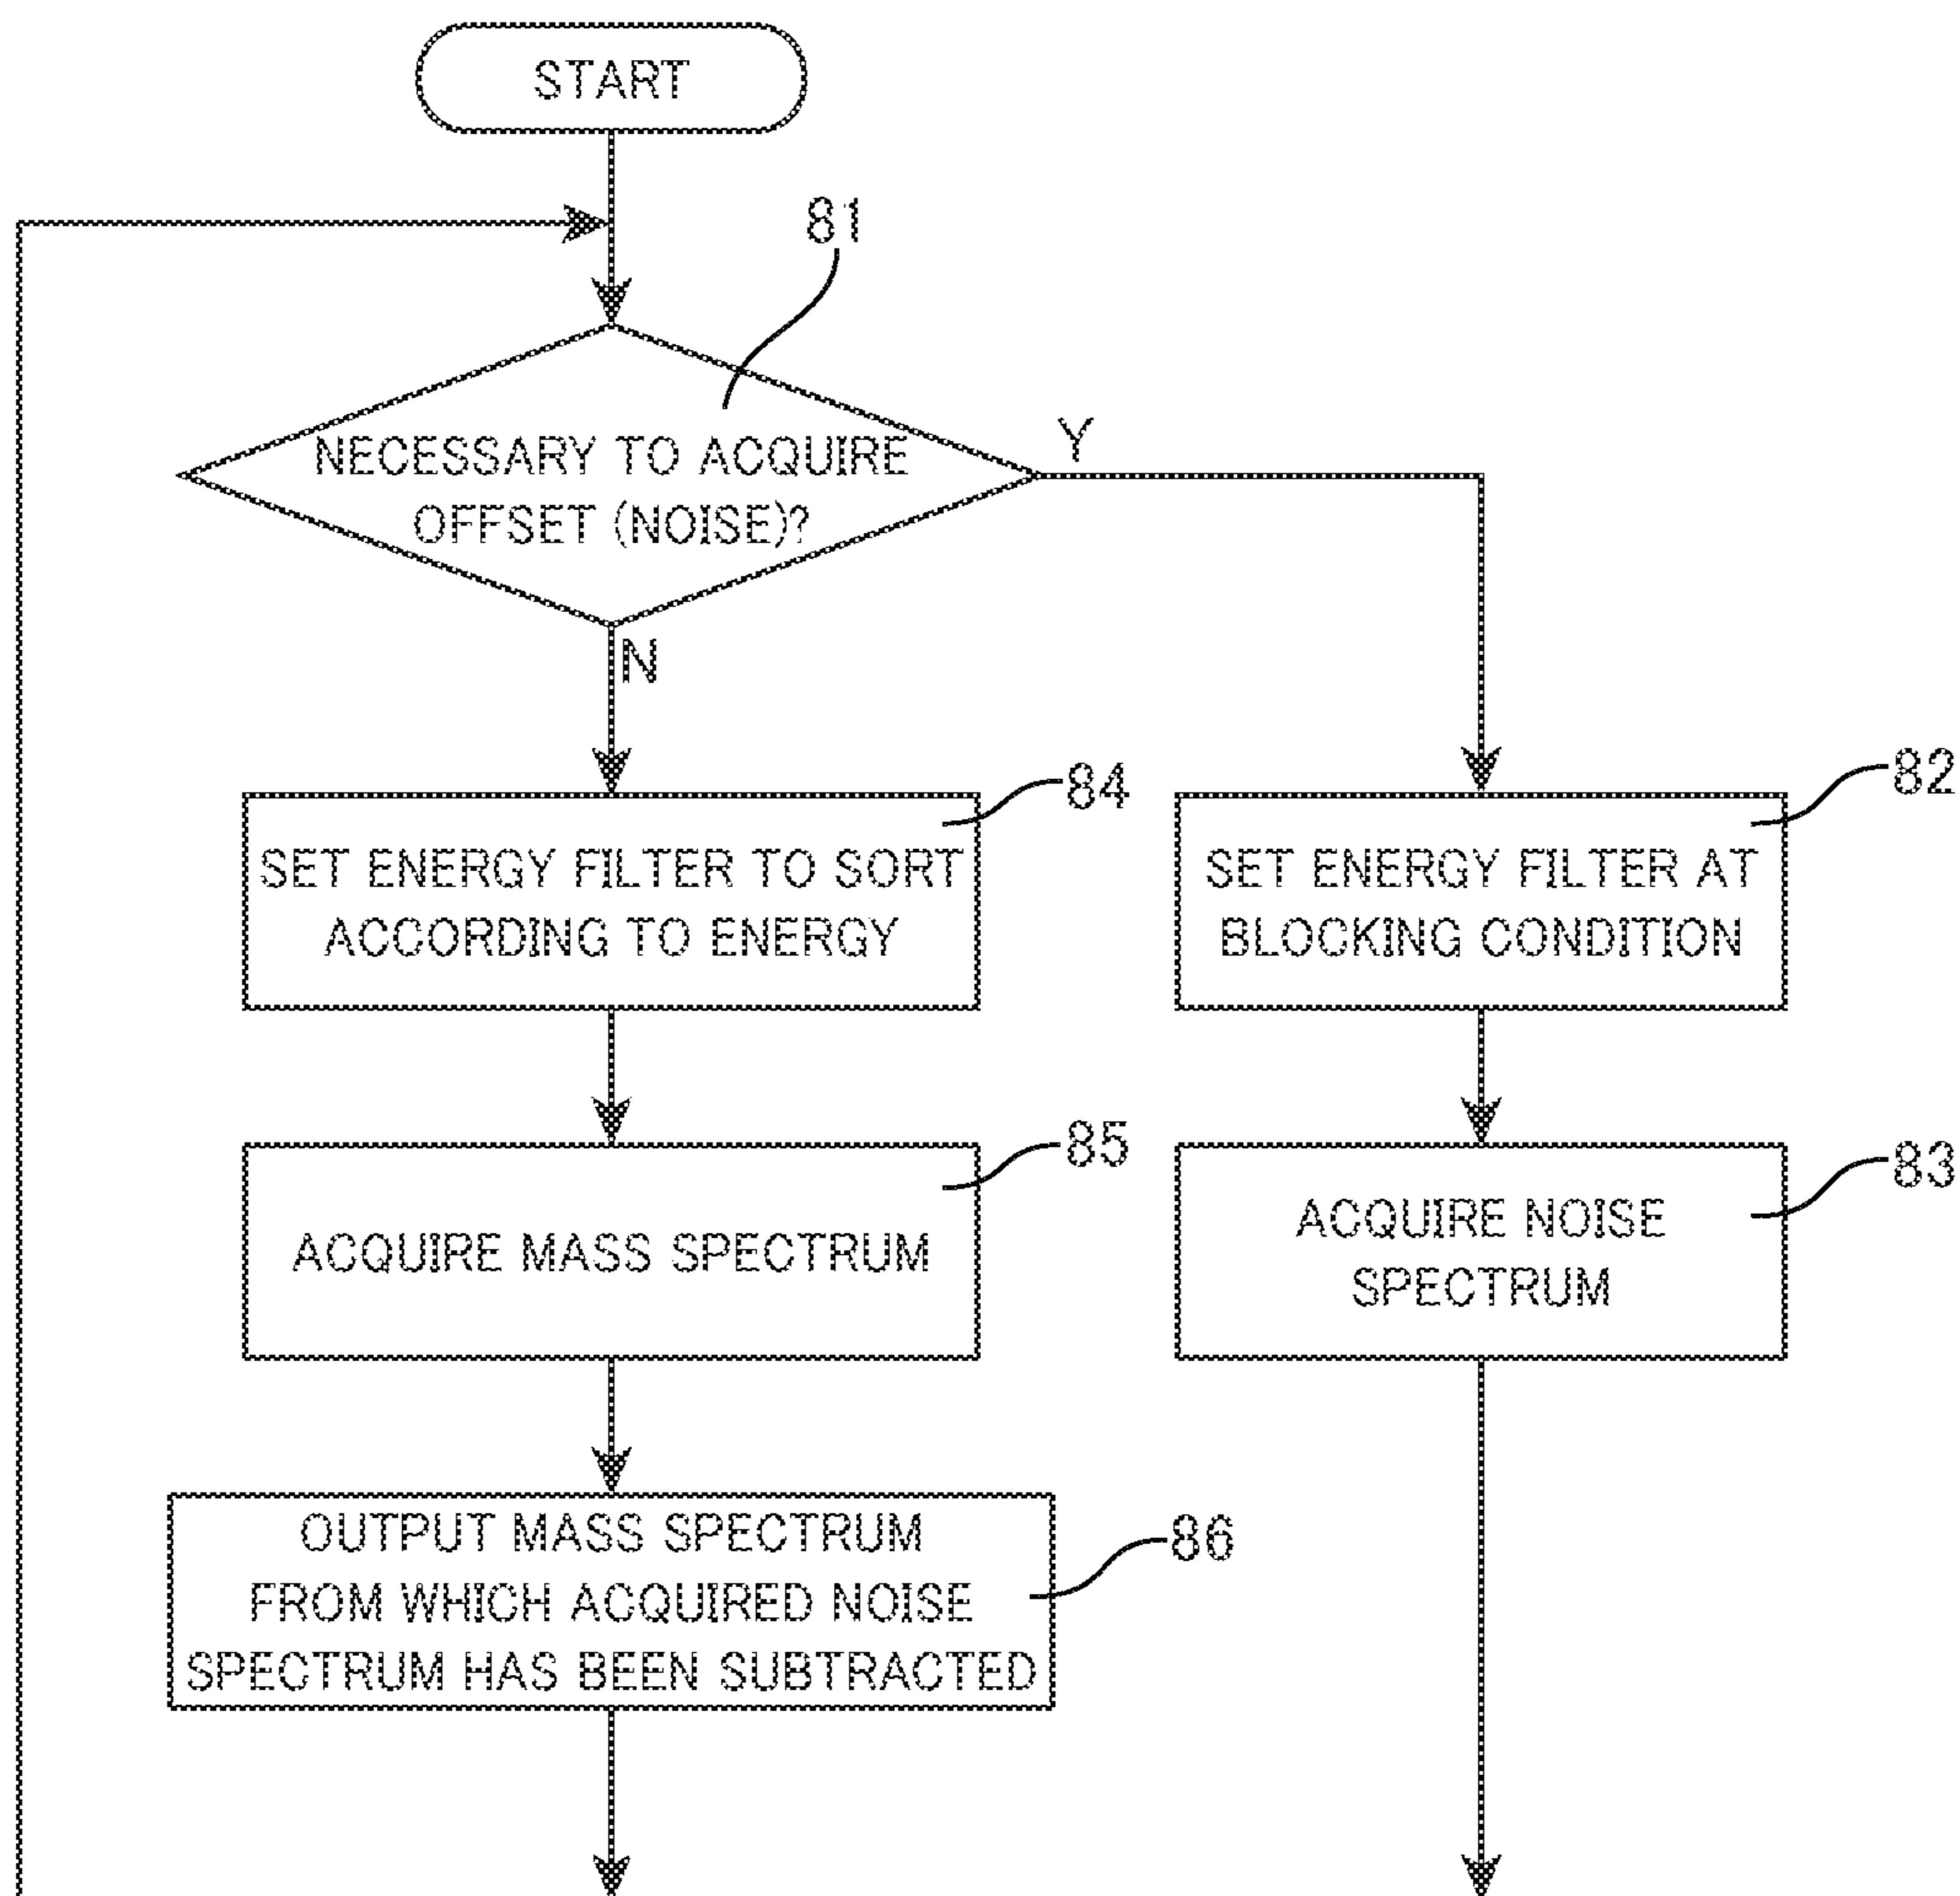 START
81
NECESSARY TO ACQUIRE
OFFSET (NOISE)?
Y
N
84
SET ENERGY FILTER TO SORT
ACCORDING TO ENERGY
82
SET ENERGY FILTER AT
BLOCKING CONDITION
85
ACQUIRE MASS SPECTRUM
83
ACQUIRE NOISE
SPECTRUM
86
OUTPUT MASS SPECTRUM
FROM WHICH ACQUIRED NOISE
SPECTRUM HAS BEEN SUBTRACTED